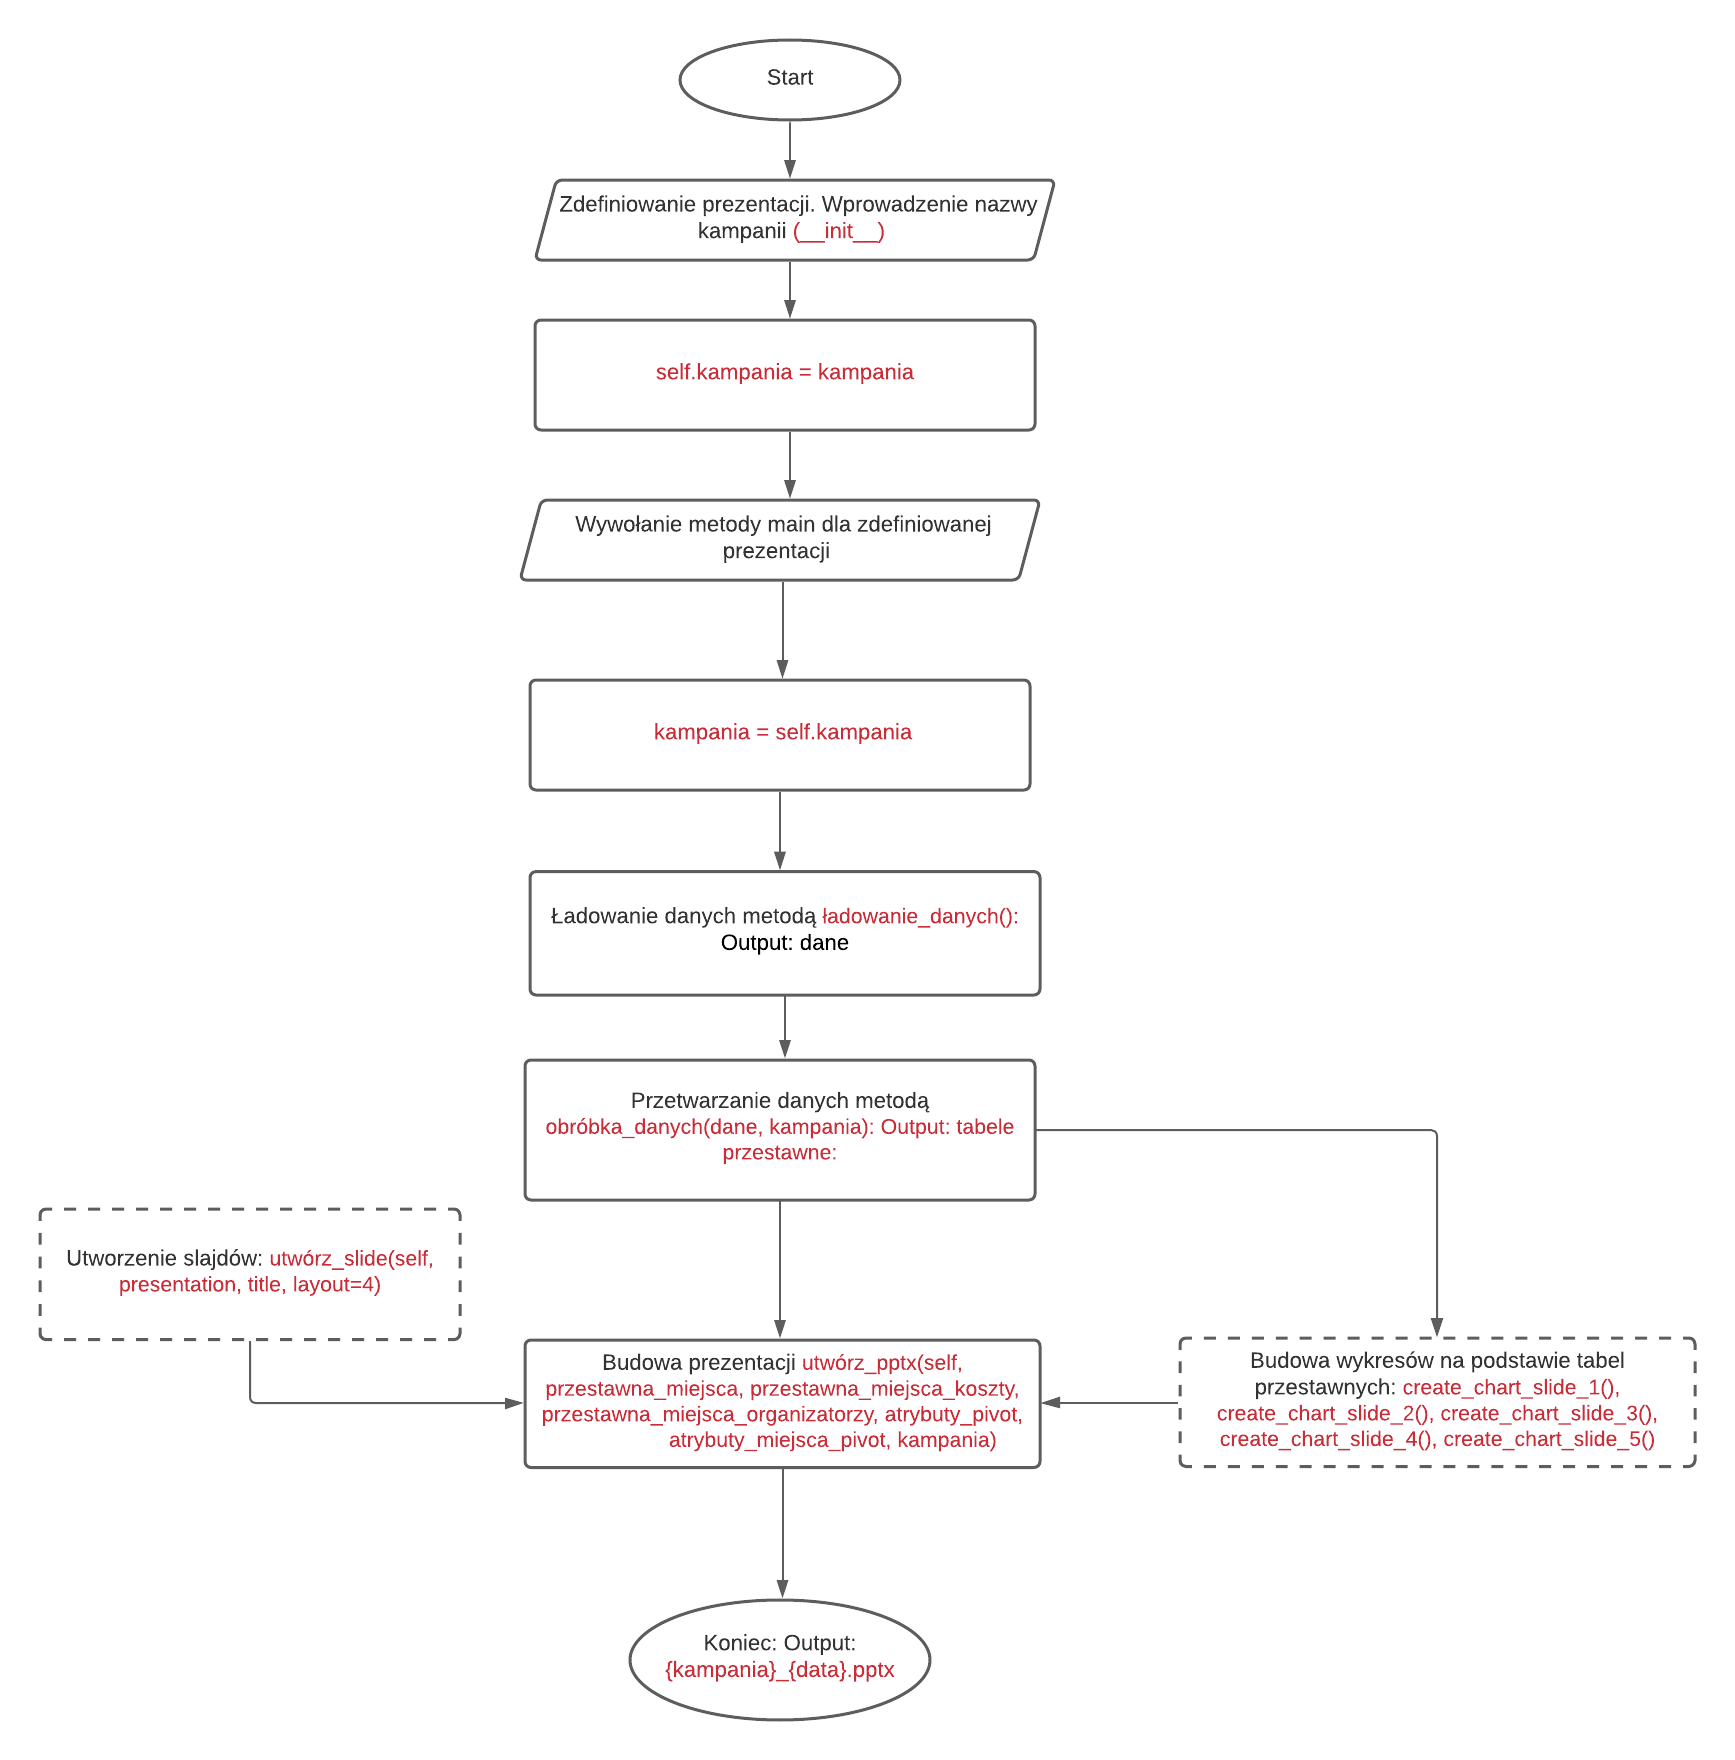 Start
Zdefiniowanie prezentacji. Wprowadzenie nazwy
kampanii (__init__)
self.kampania = kampania
Wywołanie metody main dla zdefiniowanej
prezentacji
kampania = self.kampania
Ładowanie danych metodą ładowanie_danych():
Output: dane
Przetwarzanie danych metodą
obróbka_danych(dane, kampania): Output: tabele
przestawne:
Utworzenie slajdów: utwórz_slide(self,
presentation, title, layout=4)
Budowa prezentacji utwórz_pptx(self,
przestawna_miejsca, przestawna_miejsca_koszty,
przestawna_miejsca_organizatorzy, atrybuty_pivot,
atrybuty_miejsca_pivot, kampania)
Budowa wykresów na podstawie tabel
przestawnych: create_chart_slide_1(),
create_chart_slide_2(), create_chart_slide_3(),
create_chart_slide_4(), create_chart_slide_5()
Koniec: Output:
{kampania}_{data}.pptx